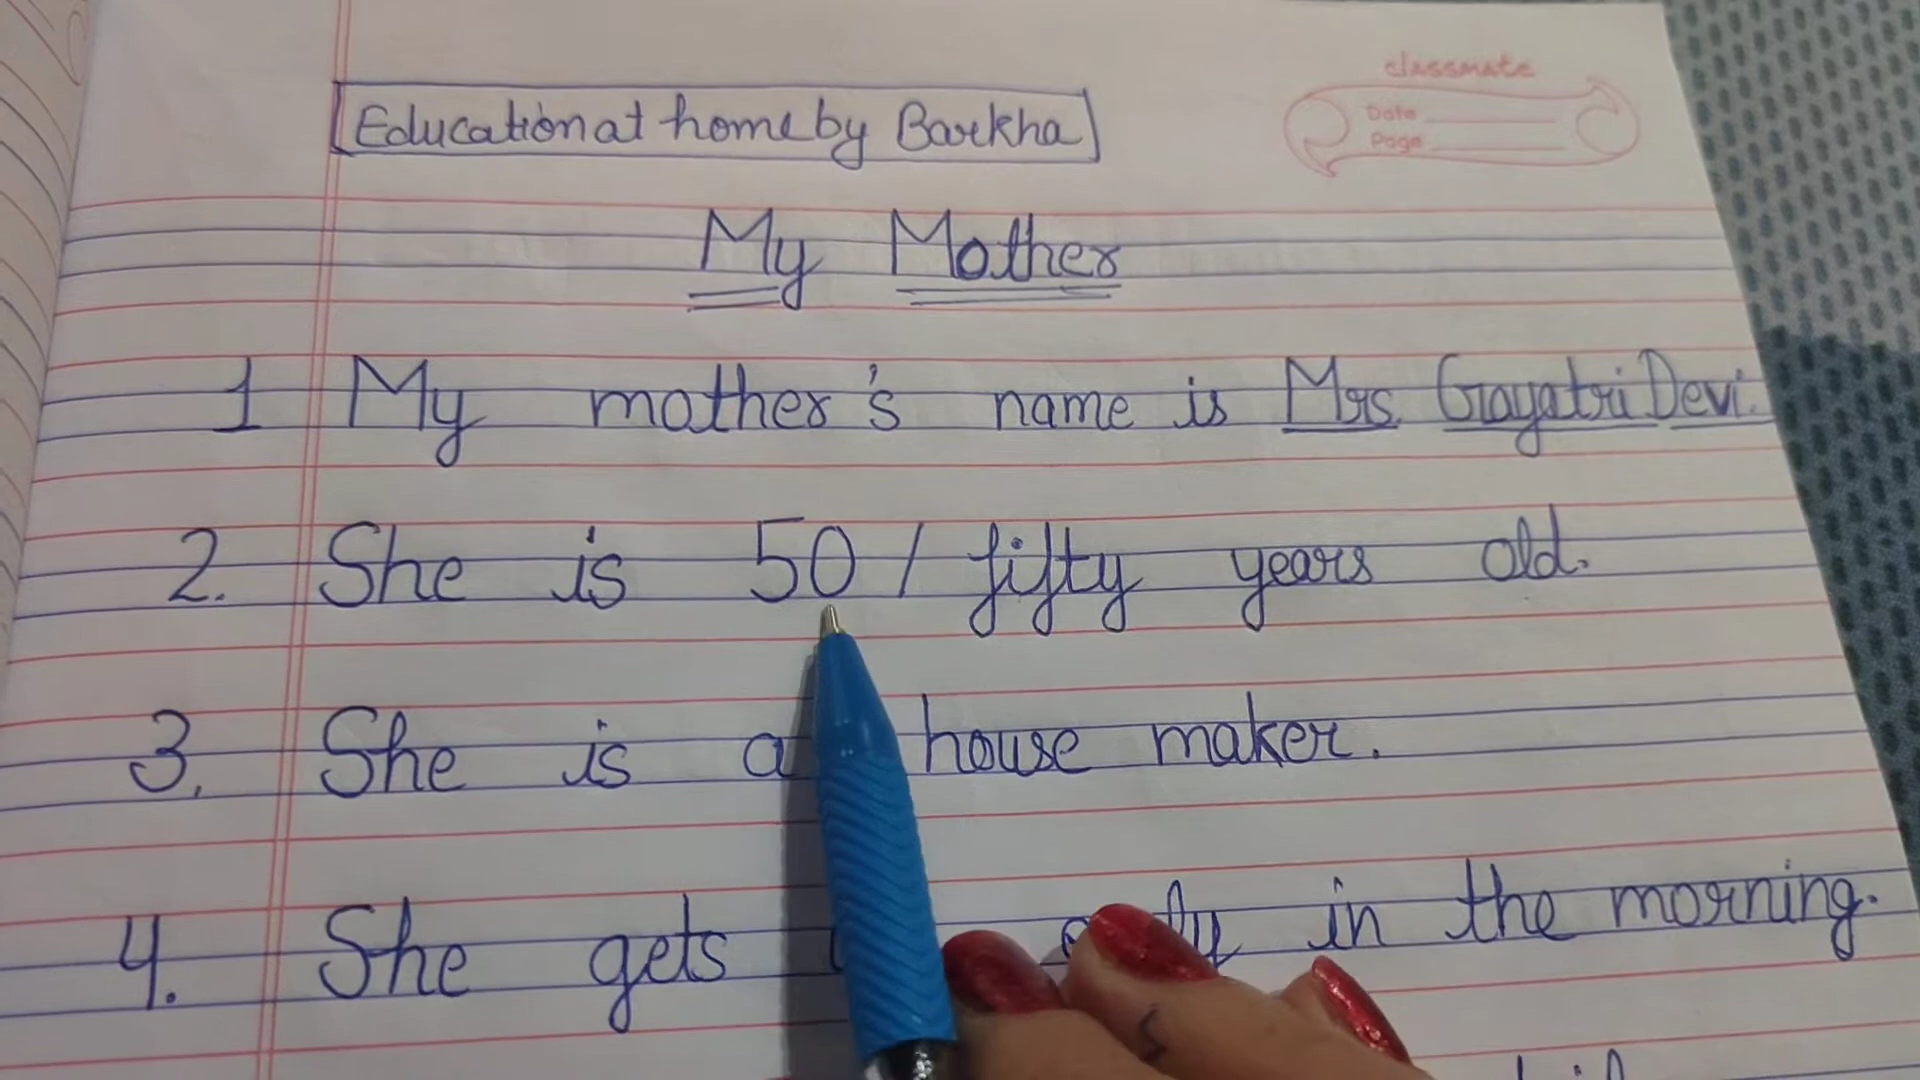 classmate
Educational at home by Barkha
Date
Page
My Mother
1 My mother's name is Mrs. Gayatri Devi.
2. She is 50 / fifty years old.
3. She is a house maker.
4. She gets in the morning.